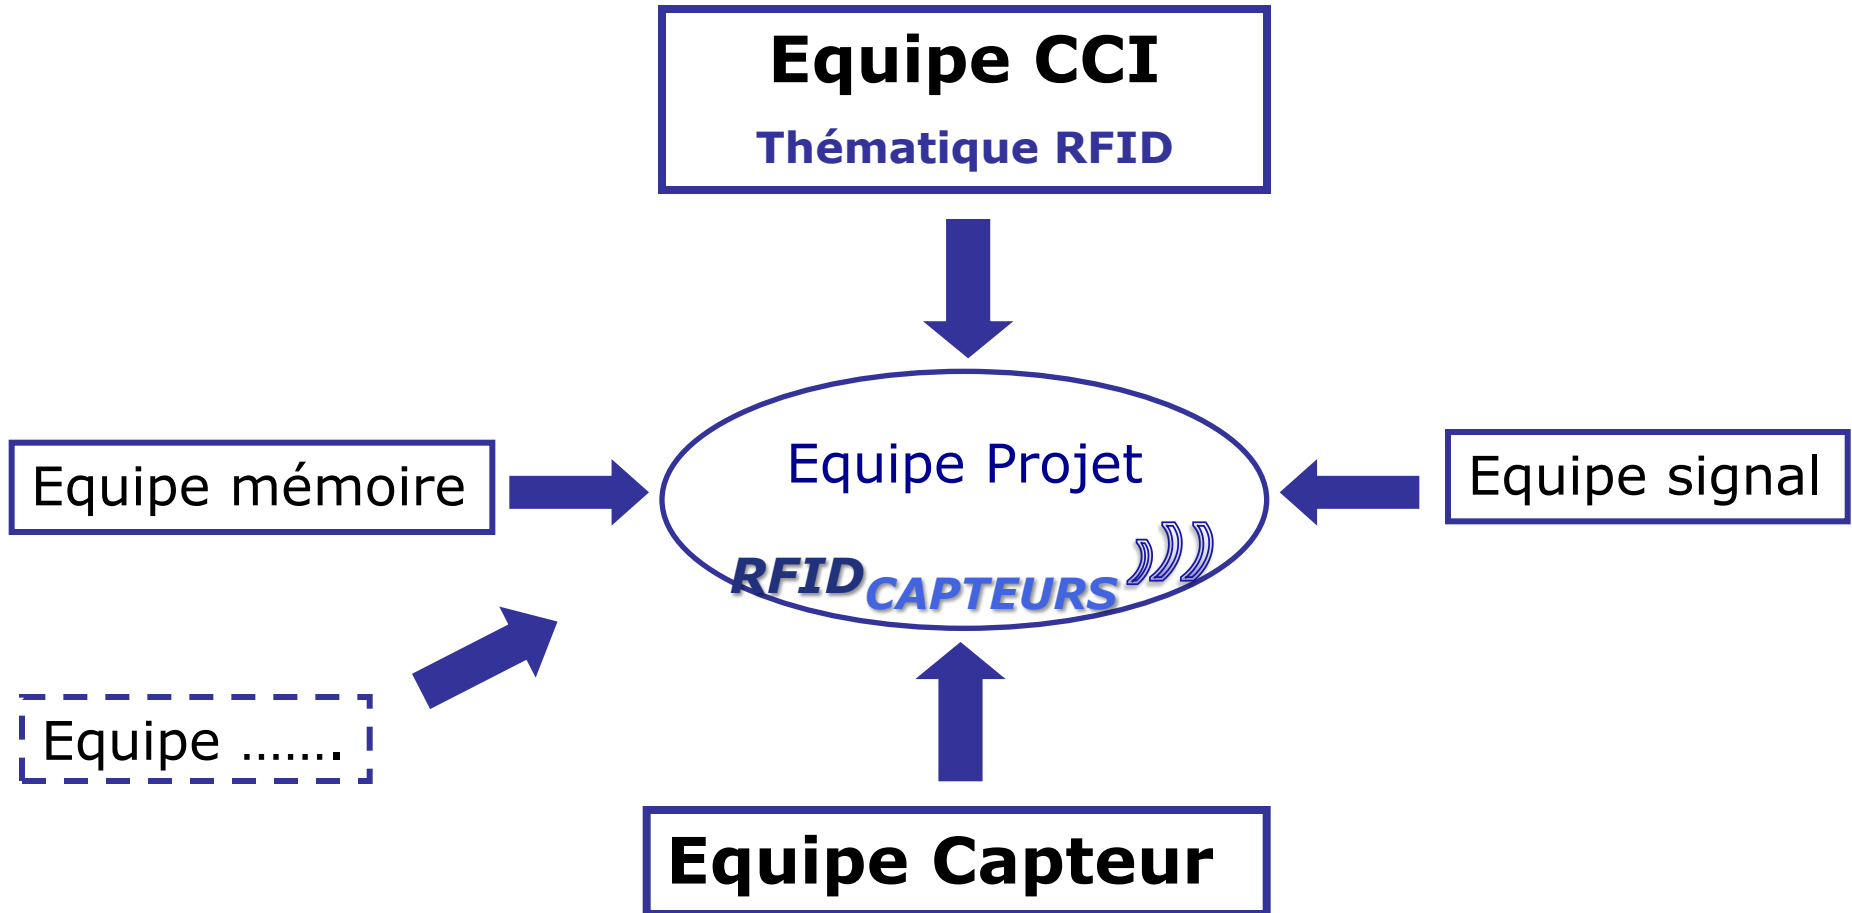 Equipe CCI
Thématique RFID
Equipe Projet
Equipe mémoire
Equipe signal
RFID CAPTEURS
Equipe …….
Equipe Capteur